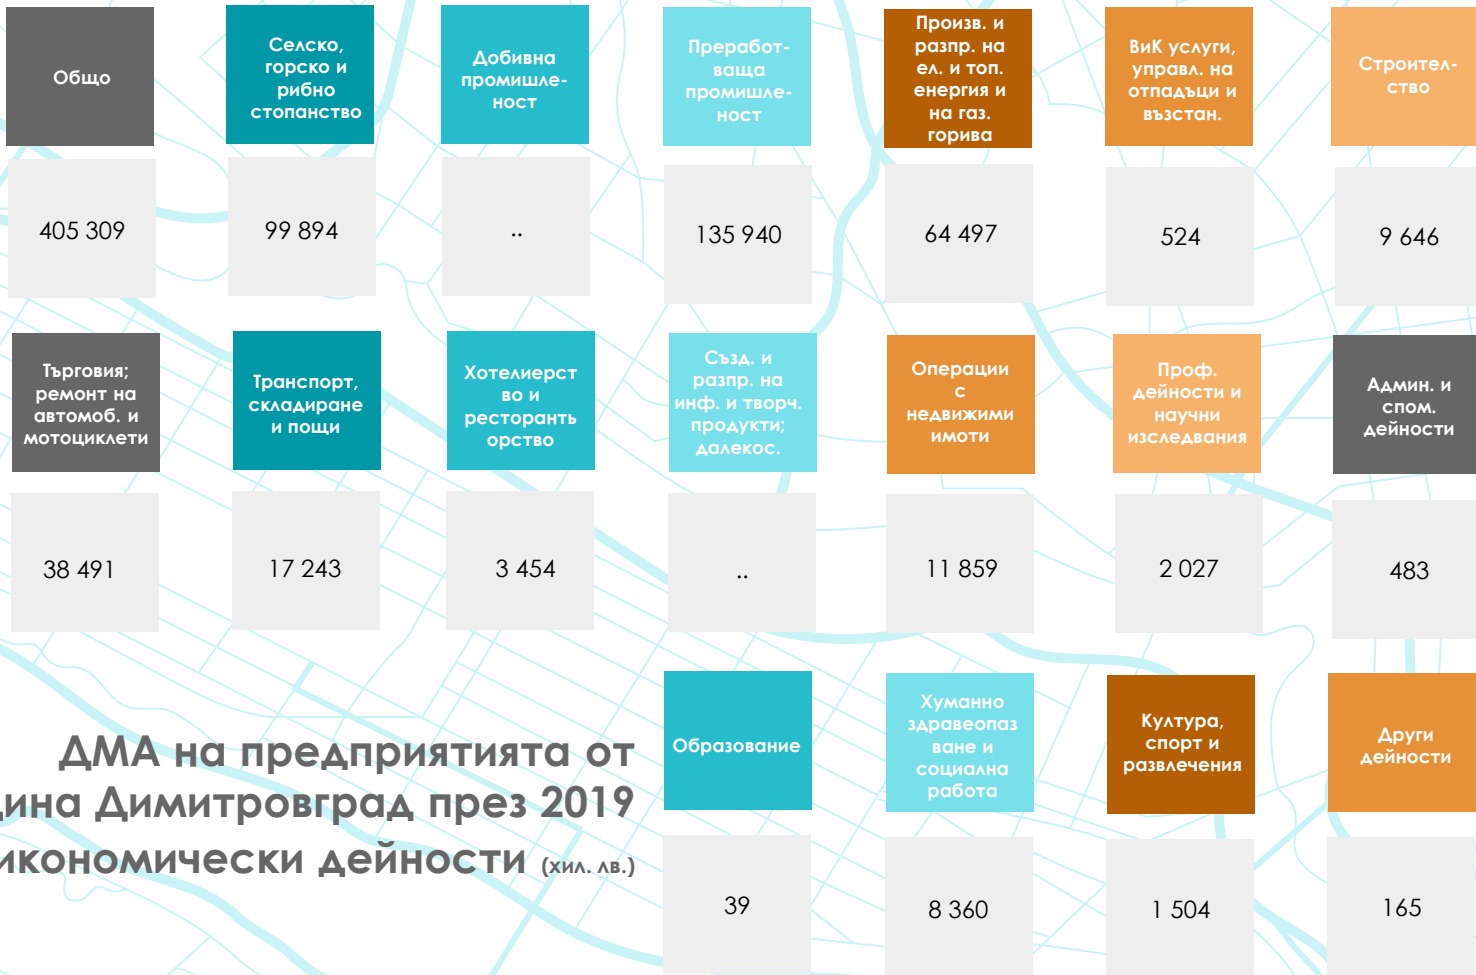 Общо
Селско,
горско и
рибно
стопанство
Добивна
промишле-
ност
Преработ-
ваща
промишле-
ност
Произв. и
разпр. на
ел. и топ.
енергия и
на газ.
горива
ВиК услуги,
управл. на
отпадъци и
възстан.
Строител-
ство
405 309
99 894
..
135 940
64 497
524
9 646
Търговия;
ремонт на
автомоб. и
мотоциклети
Транспорт,
складиране
и пощи
Хотелиерст
во и
ресторанть
орство
Създ. и
разпр. на
инф. и творч.
продукти;
далекос.
Операции
с
недвижими
имоти
Проф.
дейности и
научни
изследвания
Админ. и
спом.
дейности
38 491
17 243
3 454
..
11 859
2 027
483
ДМА на предприятията от
Димитровград през 2019
икономически дейности (хил. лв.)
Образование
Хуманно
здравеопаз
ване и
социална
работа
Култура,
спорт и
развлечения
Други
дейности
39
8 360
1 504
165